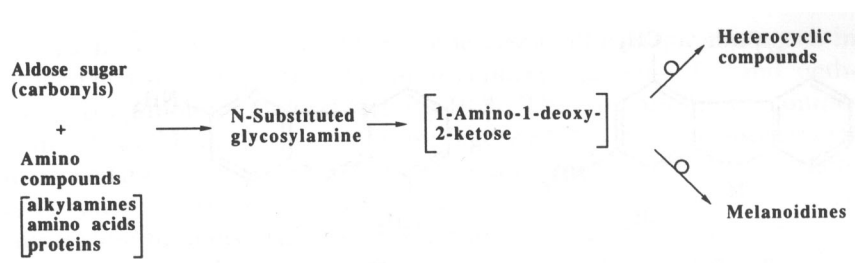 Aldose sugar
(carbonyls)
+
Amino
compounds
alkylamines
amino acids
proteins
N-Substituted
glycosylamine
1-Amino-1-deoxy-
2-ketose
Heterocyclic
compounds
Melanoidines